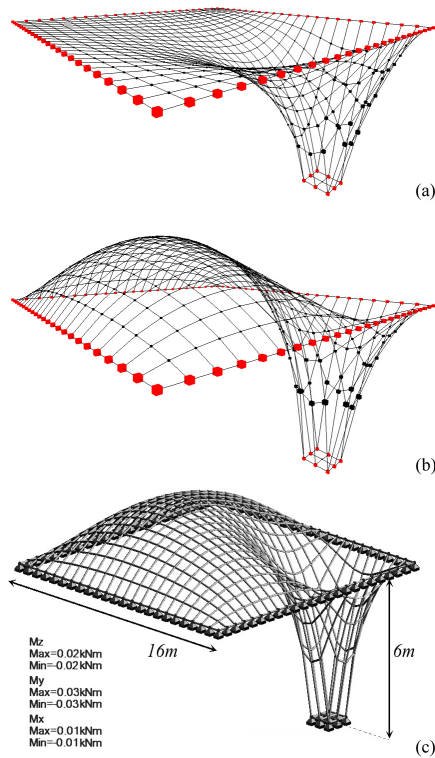 (a)
(b)
16m
6m
Mz
Max=0.02kNm
Min=-0.02kNm
My
Max=0.03kNm
Min=-0.03kNm
Mx
Max=0.01kNm
Min=-0.01kNm
(c)